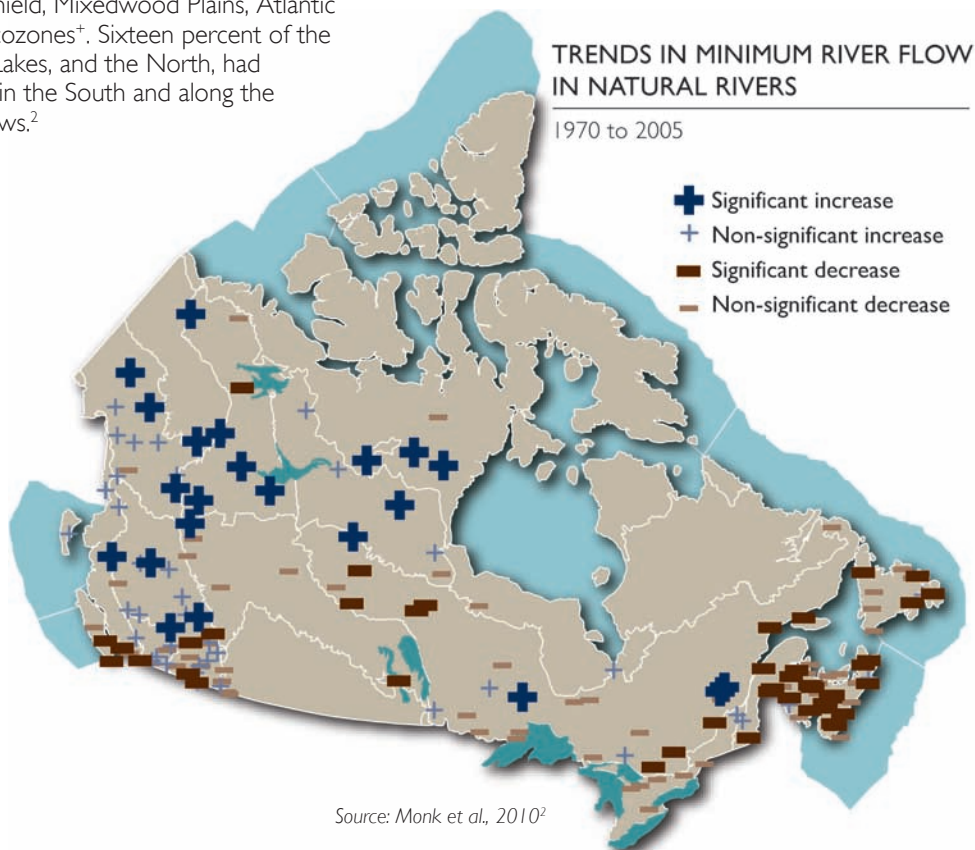 hield, Mixedwood Plains, Atlantic
cozones⁺. Sixteen percent of the
Lakes, and the North, had
in the South and along the
ws.²
TRENDS IN MINIMUM RIVER FLOW
IN NATURAL RIVERS
1970 to 2005
Significant increase
Non-significant increase
Significant decrease
Non-significant decrease
Source: Monk et al., 2010²